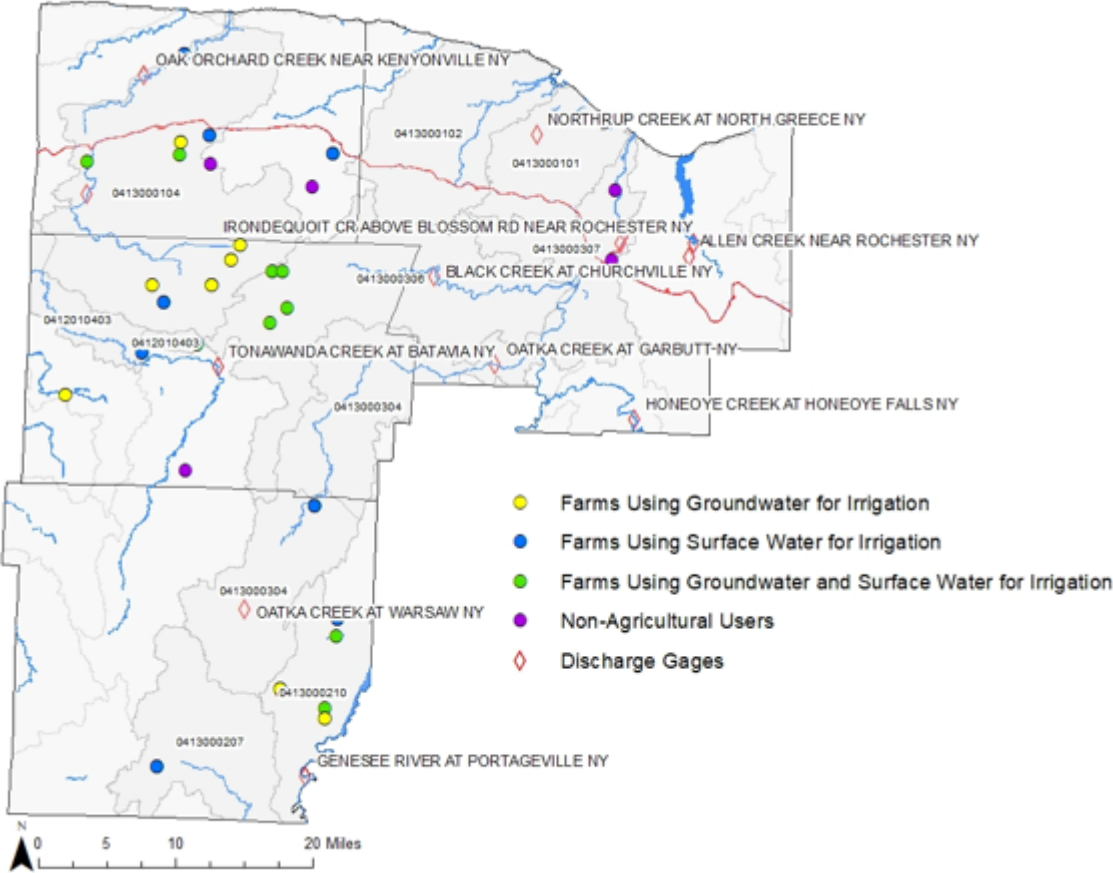 OAK ORCHARD CREEK NEAR KENYONVILLE NY
NORTHRUP CREEK AT NORTH GREECE NY
0413000102
0413000101
0413000104
IRONDEQUOIT CR ABOVE BLOSSOM RD NEAR ROCHESTER NY
ALLEN CREEK NEAR ROCHESTER NY
0413000307
BLACK CREEK AT CHURCHVILLE NY
0413000306
0412010403
0412010403
TONAWANDA CREEK AT BATAVIA NY
OATKA CREEK AT GARBUTT NY
0413000304
HONEOYE CREEK AT HONEOYE FALLS NY
Farms Using Groundwater for Irrigation
Farms Using Surface Water for Irrigation
Farms Using Groundwater and Surface Water for Irrigation
Non-Agricultural Users
Discharge Gages
0413000304
OATKA CREEK AT WARSAW NY
0413000210
0413000207
GENESEE RIVER AT PORTAGEVILLE NY
N
0 5 10 20 Miles